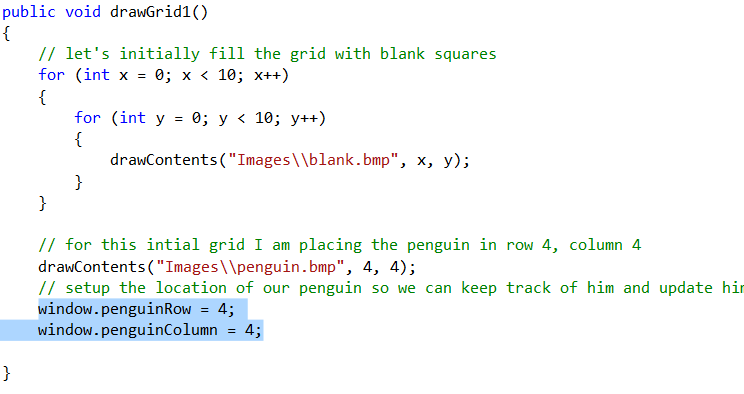 public void drawGrid1()
{
// let's initially fill the grid with blank squares
for (int x = 0; x < 10; x++)
{
for (int y = 0; y < 10; y++)
{
drawContents("Images\\blank.bmp", x, y);
}
}
// for this intial grid I am placing the penguin in row 4, column 4
drawContents("Images\\penguin.bmp", 4, 4);
// setup the location of our penguin so we can keep track of him and update
window.penguinRow = 4;
window.penguinColumn = 4;
}